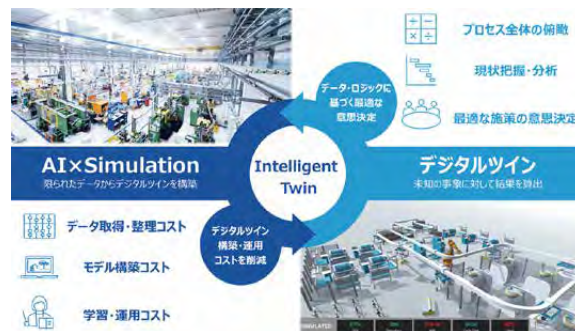 プロセス全体の俯瞰
現状把握・分析
最適な施策の意思決定
データ・ロジックに
基づく最適な
意思決定
AI×Simulation
限られたデータからデジタルツインを構築
Intelligent
Twin
デジタルツイン
未知の事象に対して結果を算出
データ取得・整理コスト
モデル構築コスト
学習・運用コスト
デジタルツイン
構築・運用
コストを削減